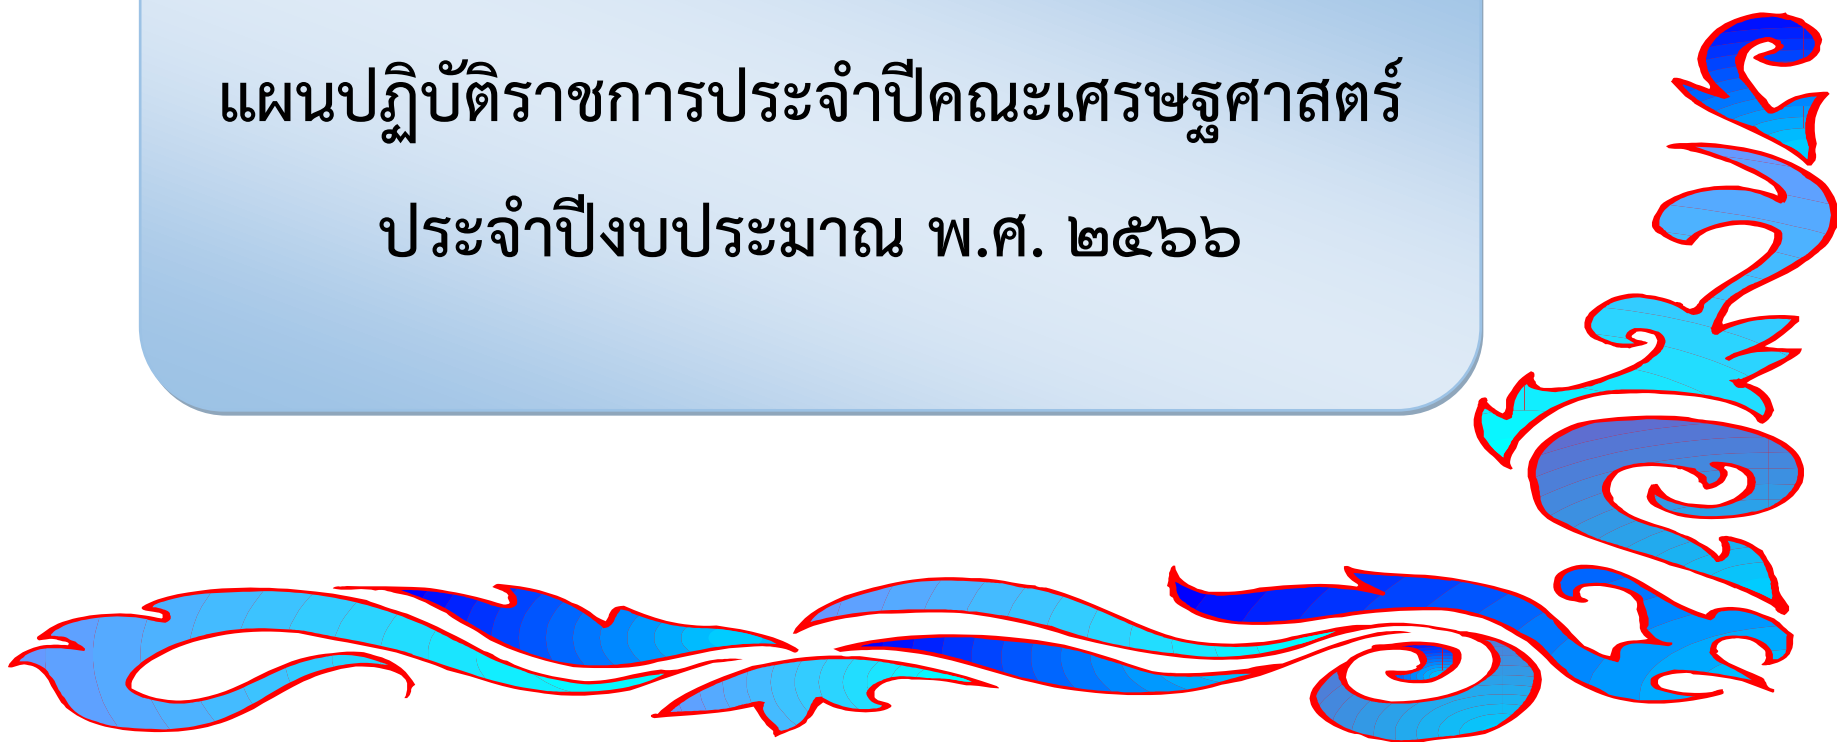 แผนปฏิบัติราชการประจำปีคณะเศรษฐศาสตร์
ประจำปีงบประมาณ พ.ศ. ๒๕๖๖